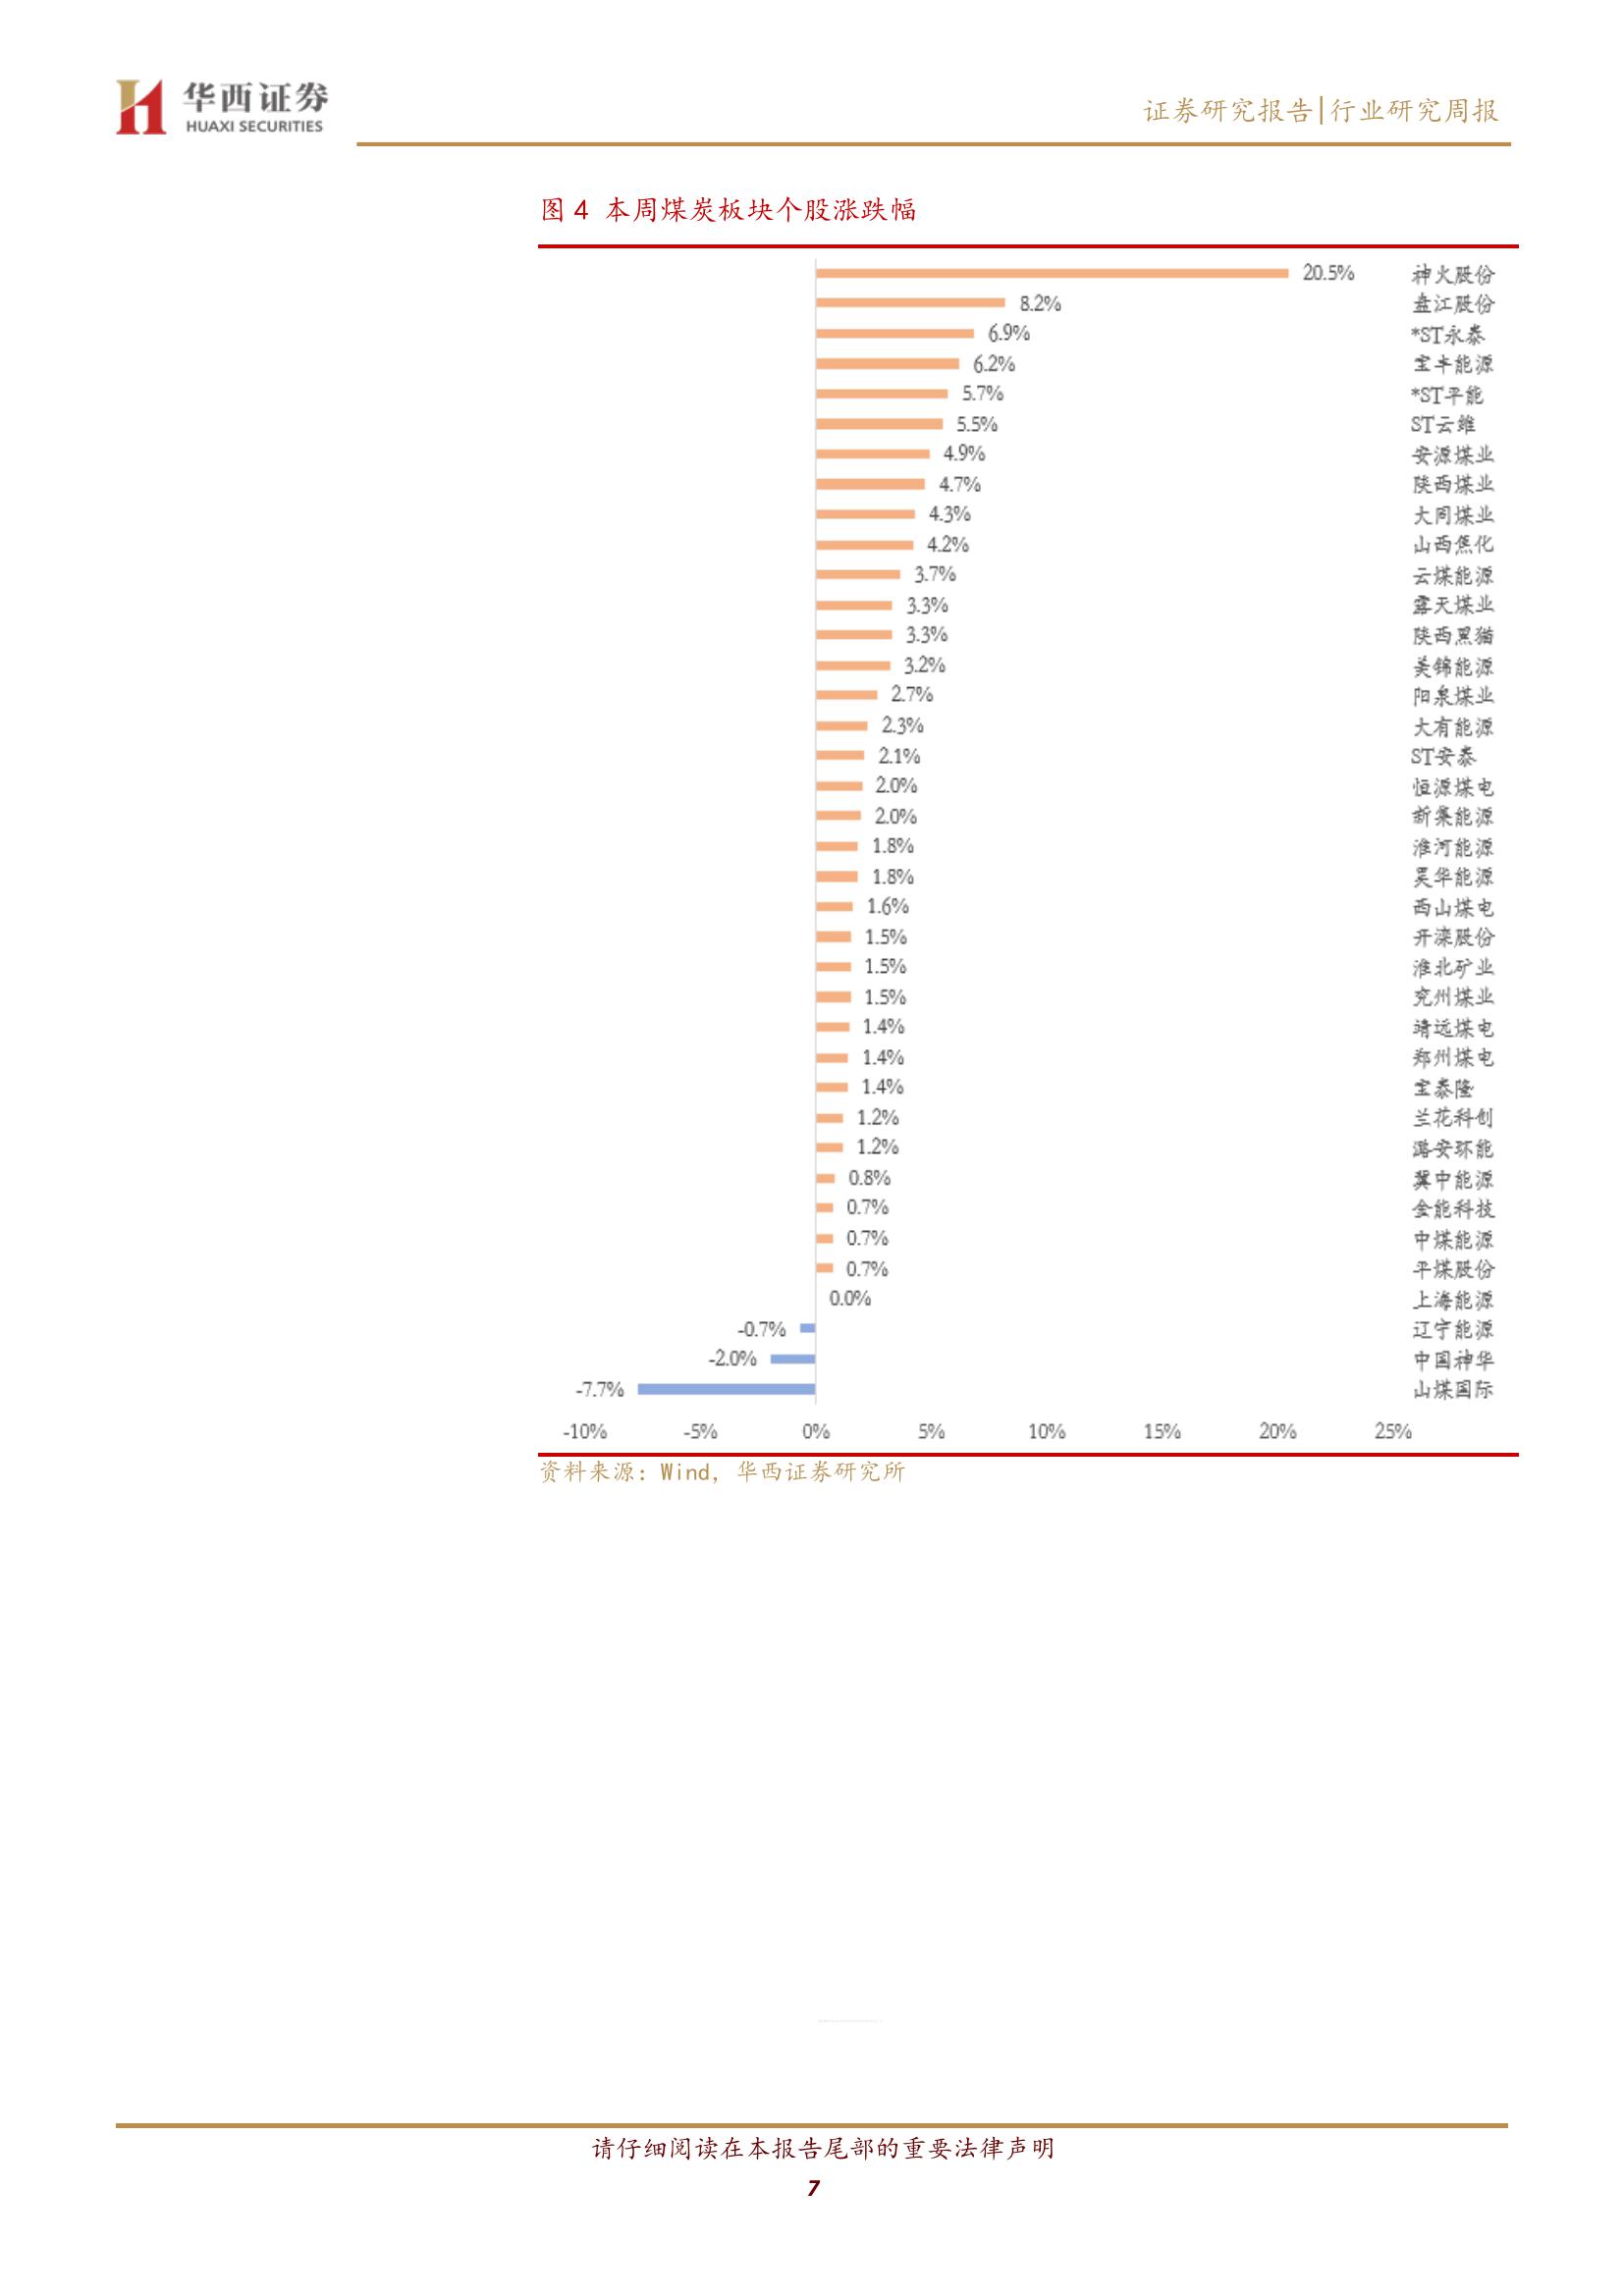 华西证券
HUAXI SECURITIES
证券研究报告|行业研究周报
图 4 本周煤炭板块个股涨跌幅
20.5% 神火股份
8.2% 盘江股份
6.9% *ST永泰
6.2% 宝丰能源
5.7% *ST平能
5.5% ST云维
4.9% 安源煤业
4.7% 陕西煤业
4.3% 大同煤业
4.2% 山西焦化
3.7% 云煤能源
3.3% 露天煤业
3.3% 陕西黑猫
3.2% 美锦能源
2.7% 阳泉煤业
2.3% 大有能源
2.1% ST安泰
2.0% 恒源煤电
2.0% 新集能源
1.8% 淮河能源
1.8% 昊华能源
1.6% 西山煤电
1.5% 开滦股份
1.5% 淮北矿业
1.5% 兖州煤业
1.4% 靖远煤电
1.4% 郑州煤电
1.4% 宝泰隆
1.2% 兰花科创
1.2% 潞安环能
0.8% 冀中能源
0.7% 金能科技
0.7% 中煤能源
0.7% 平煤股份
0.0% 上海能源
-0.7% 辽宁能源
-2.0% 中国神华
-7.7% 山煤国际
-10% -5% 0% 5% 10% 15% 20% 25%
资料来源：Wind，华西证券研究所
请仔细阅读在本报告尾部的重要法律声明
7